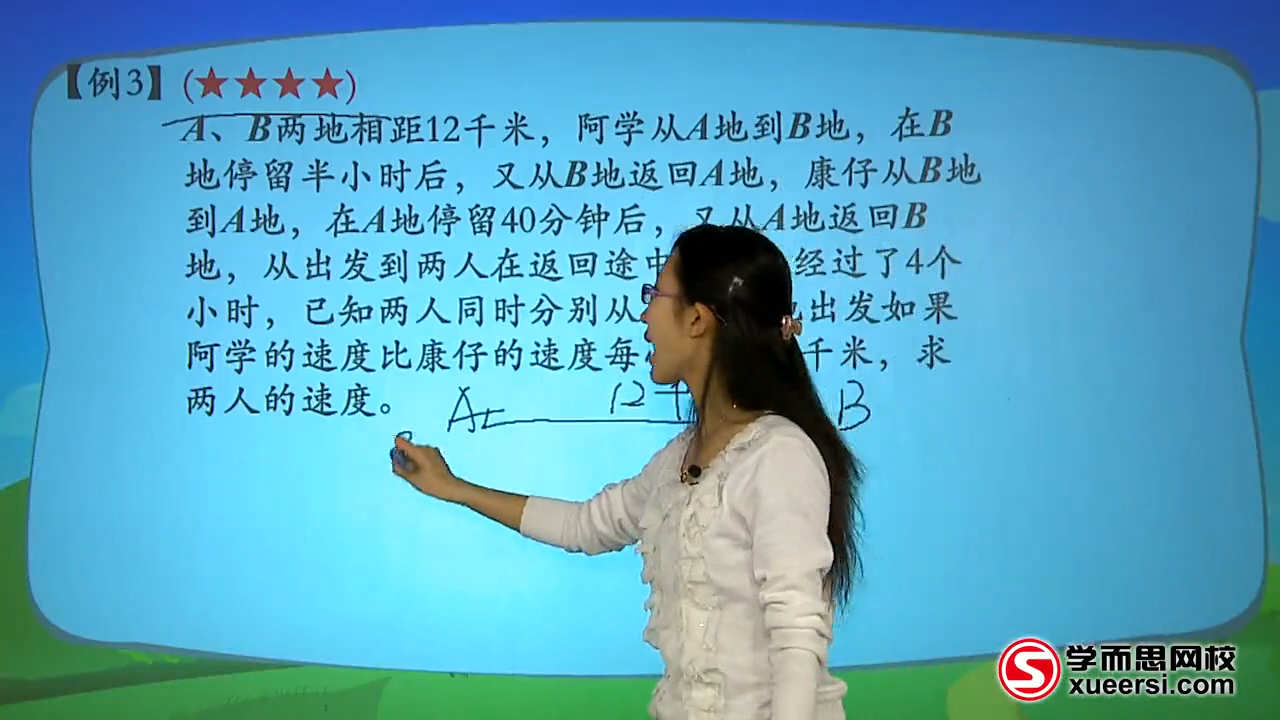 【例3】(★★★★)
A、B两地相距12千米，阿学从A地到B地，在B
地停留半小时后，又从B地返回A地，康仔从B地
到A地，在A地停留40分钟后，又从A地返回B
地，从出发到两人在返回途中 经过了4个
小时，已知两人同时分别从 出发如果
阿学的速度比康仔的速度每 千米，求
两人的速度。
A 12千 B
学而思网校
xueersi.com